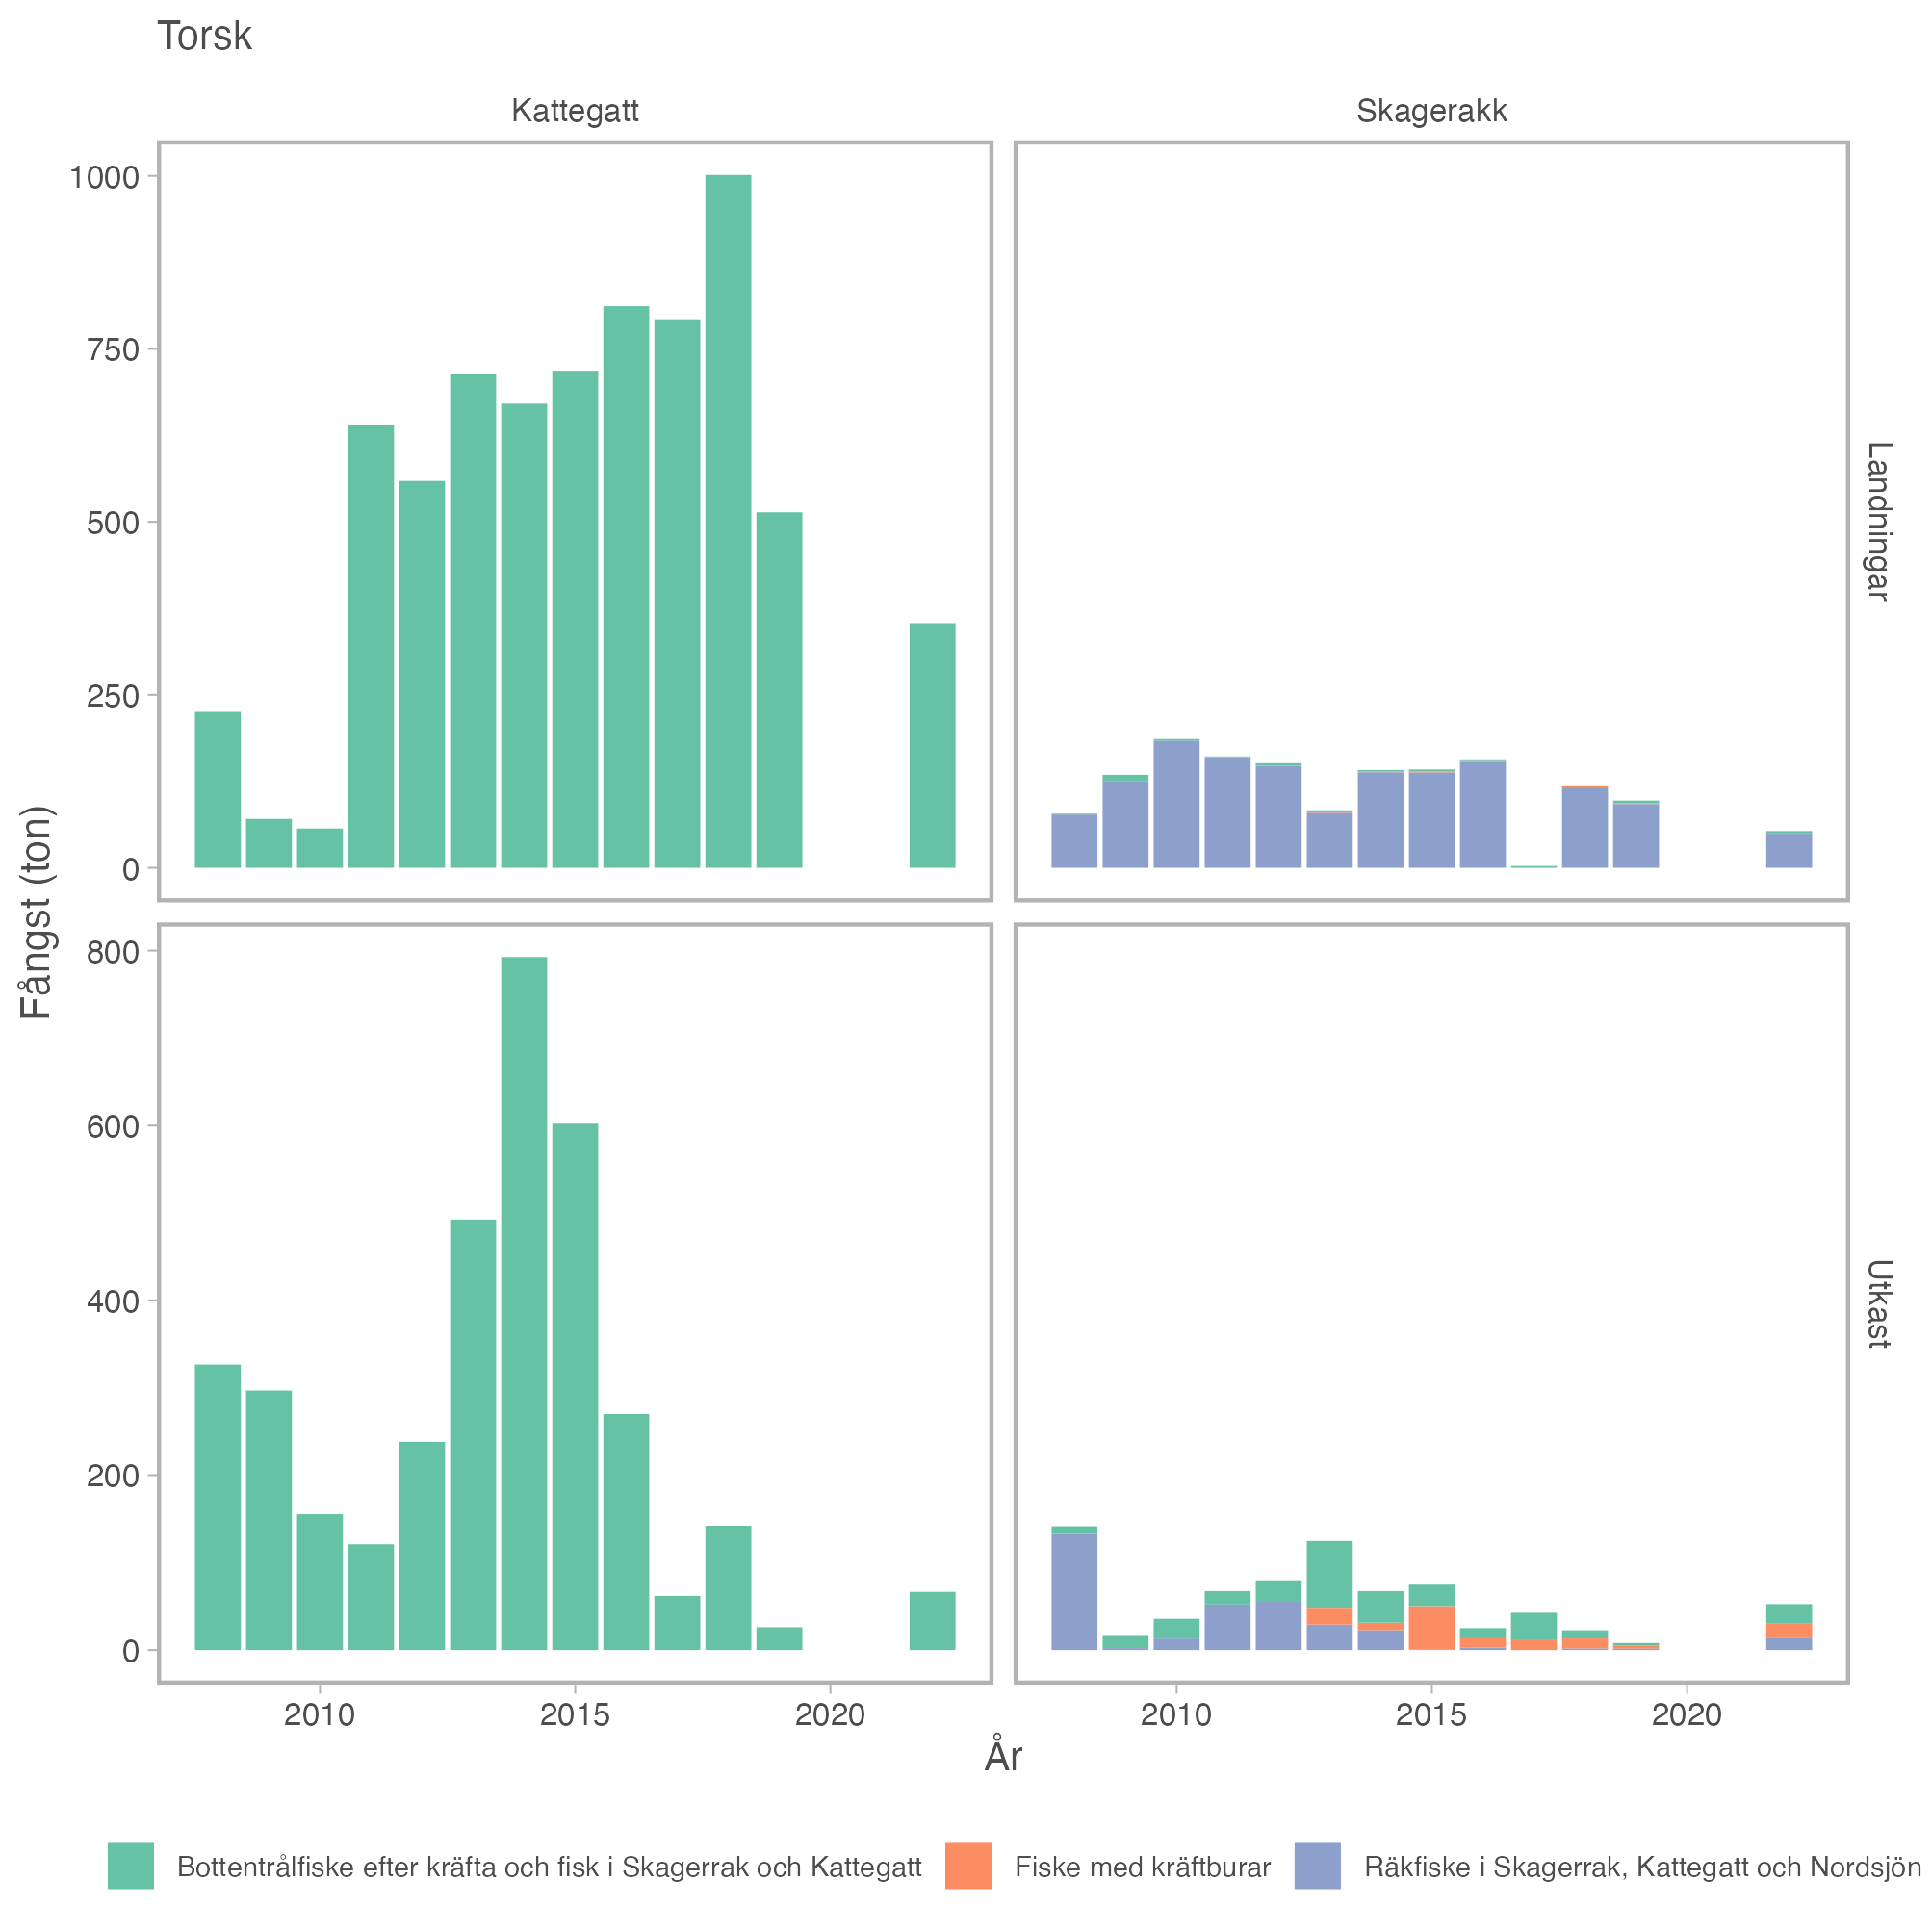 Torsk
Kattegatt
Skagerakk
1000
750
500
250
0
Landningar
Fångst (ton)
800
600
400
200
0
Utkast
2010 2015 2020
2010 2015 2020
År
Bottentrålfiske efter kräfta och fisk i Skagerrak och Kattegatt
Fiske med kräftburar
Räkfiske i Skagerrak, Kattegatt och Nordsjön